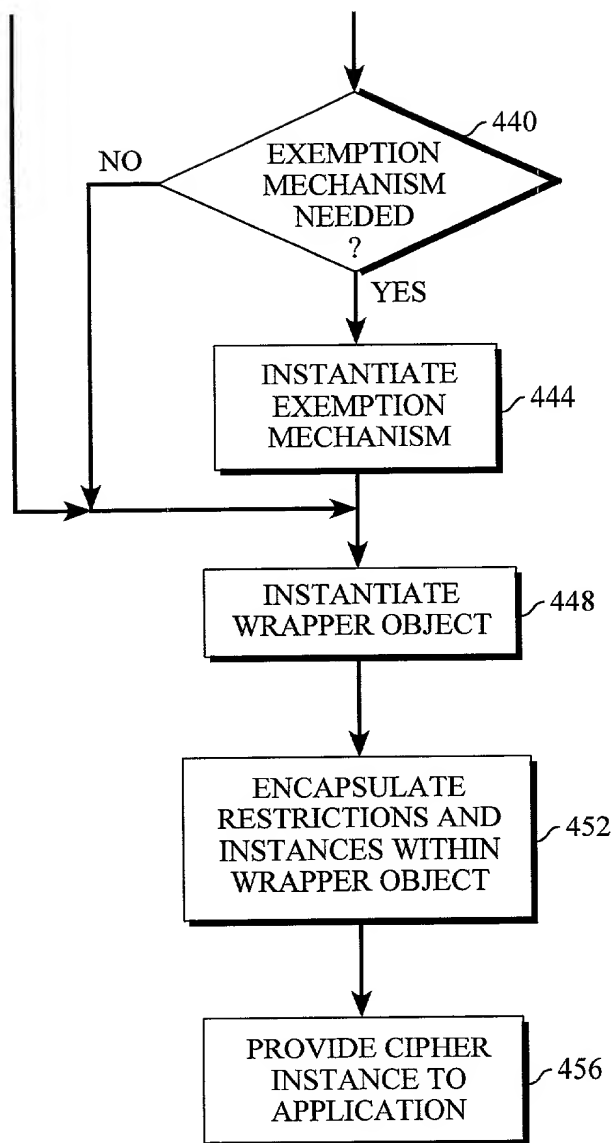 440
NO
EXEMPTION
MECHANISM
NEEDED
?
YES
INSTANTIATE
EXEMPTION
MECHANISM
444
INSTANTIATE
WRAPPER OBJECT
448
ENCAPSULATE
RESTRICTIONS AND
INSTANCES WITHIN
WRAPPER OBJECT
452
PROVIDE CIPHER
INSTANCE TO
APPLICATION
456